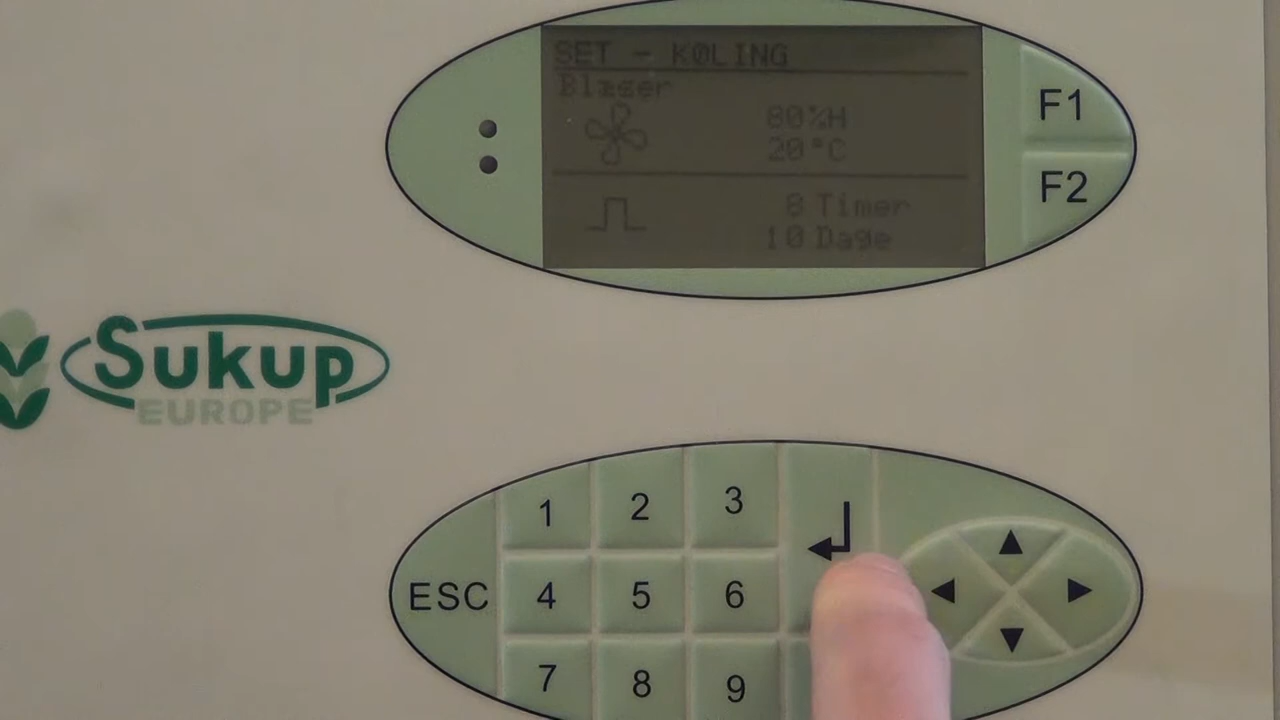 SET - KØLING
Blæser
80%H
20°C
8 Timer
10 Dage
F1
F2
Sukup
EUROPE
1 2 3
ESC 4 5 6
7 8 9